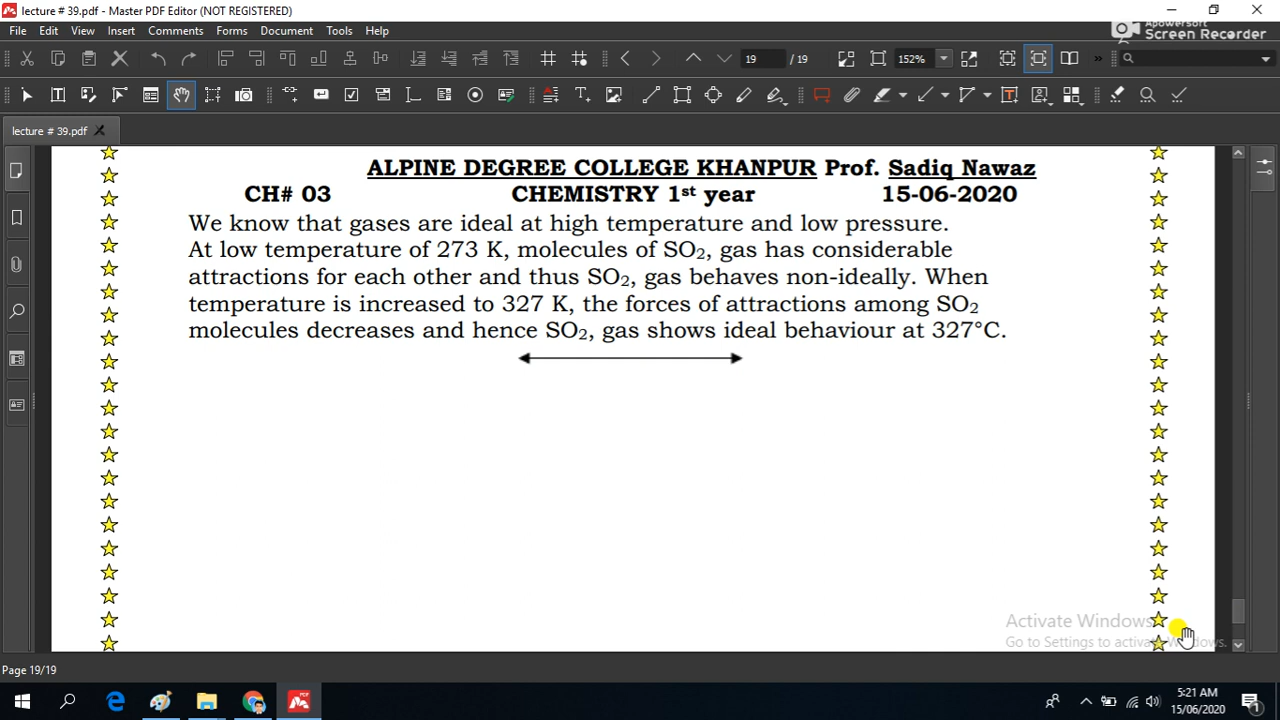 lecture # 39.pdf - Master PDF Editor (NOT REGISTERED)
File Edit View Insert Comments Forms Document Tools Help
Apowersoft
Screen Recorder
19 / 19 152%
lecture # 39.pdf
ALPINE DEGREE COLLEGE KHANPUR Prof. Sadiq Nawaz
CH# 03 CHEMISTRY 1st year 15-06-2020
We know that gases are ideal at high temperature and low pressure.
At low temperature of 273 K, molecules of SO₂, gas has considerable
attractions for each other and thus SO₂, gas behaves non-ideally. When
temperature is increased to 327 K, the forces of attractions among SO₂
molecules decreases and hence SO₂, gas shows ideal behaviour at 327°C.
Activate Windows
Go to Settings to activate Windows.
Page 19/19
5:21 AM
15/06/2020